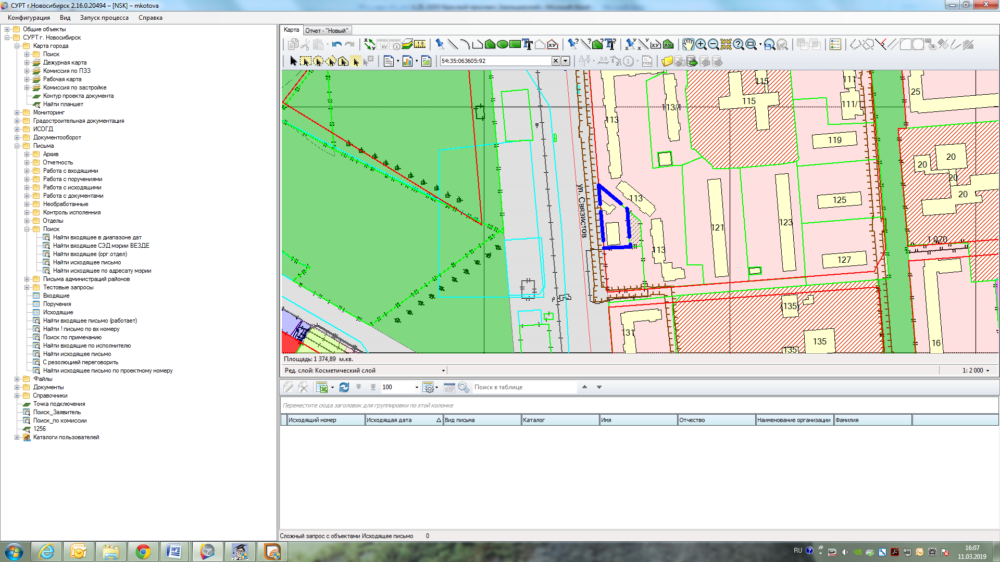 СУРТ г.Новосибирск 2.16.0.20494 – [NSK] – mkotova
Конфигурация Вид Запуск процесса Справка
Общие объекты
СУРТ г. Новосибирск
Карта города
Поиск
Дежурная карта
Комиссия по ПЗЗ
Рабочая карта
Комиссия по застройке
Контур проекта документа
Найти планшет
Мониторинг
Градостроительная документация
ИСОГД
Документооборот
Письма
Архив
Отчетность
Работа с входящими
Работа с поручениями
Работа с исходящими
Работа с документами
Необработанные
Контроль исполенния
Отделы
Поиск
Найти входящее в диапазоне дат
Найти входящее СЭД мэрии ВЕЗДЕ
Найти входящее (орг.отдел)
Найти исходящее письмо
Найти исходящее по адресату мэрии
Письма администраций районов
Тестовые запросы
Входящие
Поручения
Исходящие
Найти входящее письмо (работает)
Найти ! письмо по вх номеру
Поиск по примечанию
Найти входящие по исполнителю
Найти исходящее письмо
С резолюцией переговорить
Найти исходящее письмо по проектному номеру
Файлы
Документы
Справочники
Точка подключения
Поиск_Заявитель
Поиск_по комиссии
1256
Каталоги пользователей
Карта Отчет - "Новый"
54:35:063605:92
115 111 25
113/1 115 111/1
113
119
20 20
20
113 125 20
ул. Связистов
121 123
1 070
113 127
(135)
131 135 16
135
Площадь: 1 374,89 м.кв.
Ред. слой: Косметический слой 1: 2 000
100 Поиск в таблице
Переместите сюда заголовок для группировки по этой колонке
Исходящий номер Исходящая дата Вид письма Каталог Имя Отчество Наименование организации Фамилия
Сложный запрос с объектами Исходящее письмо 0
RU 16:07
11.03.2019